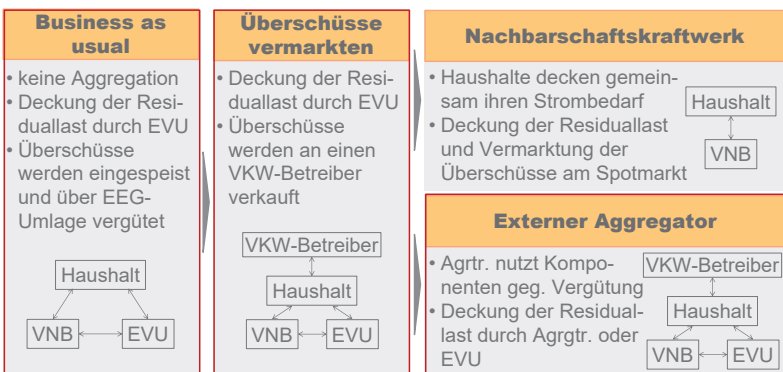 Business as
usual
• keine Aggregation
• Deckung der Resi-
duallast durch EVU
• Überschüsse
werden eingespeist
und über EEG-
Umlage vergütet
Haushalt
VNB
EVU
Überschüsse
vermarkten
• Deckung der Resi-
duallast durch EVU
• Überschüsse
werden an einen
VKW-Betreiber
verkauft
VKW-Betreiber
Haushalt
VNB
EVU
Nachbarschaftskraftwerk
• Haushalte decken gemein-
sam ihren Strombedarf
• Deckung der Residuallast
und Vermarktung der
Überschüsse am Spotmarkt
Haushalt
VNB
Externer Aggregator
• Agrtr. nutzt Kompo-
nenten geg. Vergütung
• Deckung der Residual-
last durch Agrgtr. oder
EVU
VKW-Betreiber
Haushalt
VNB
EVU